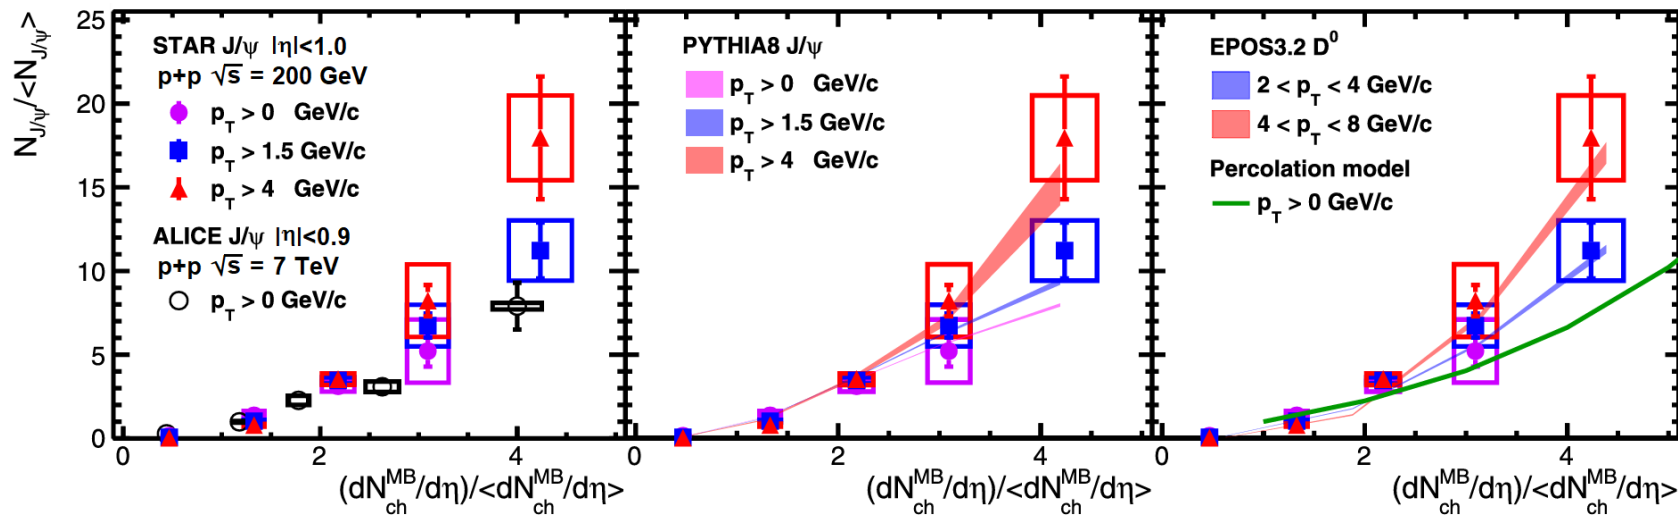 N_J/ψ/<N_J/ψ>
25
20
15
10
5
0
STAR J/ψ |η|<1.0
p+p √s = 200 GeV
p_T > 0 GeV/c
p_T > 1.5 GeV/c
p_T > 4 GeV/c
ALICE J/ψ |η|<0.9
p+p √s = 7 TeV
p_T > 0 GeV/c
0 2 4
(dN_ch^MB/dη)/<dN_ch^MB/dη>
PYTHIA8 J/ψ
p_T > 0 GeV/c
p_T > 1.5 GeV/c
p_T > 4 GeV/c
0 2 4
(dN_ch^MB/dη)/<dN_ch^MB/dη>
EPOS3.2 D^0
2 < p_T < 4 GeV/c
4 < p_T < 8 GeV/c
Percolation model
p_T > 0 GeV/c
0 2 4
(dN_ch^MB/dη)/<dN_ch^MB/dη>